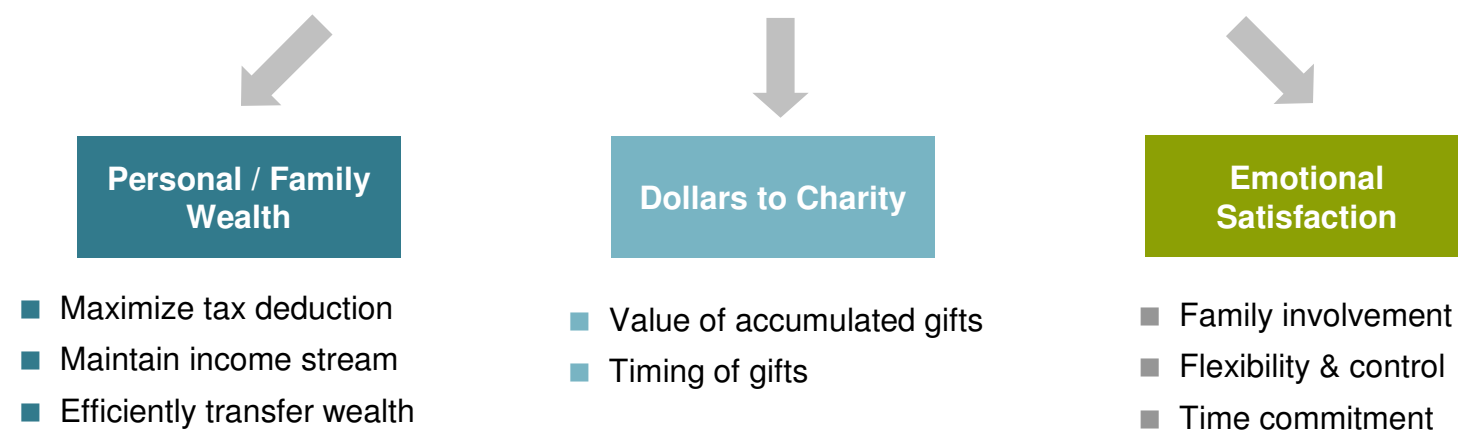 Personal / Family
Wealth
Maximize tax deduction
Maintain income stream
Efficiently transfer wealth
Dollars to Charity
Value of accumulated gifts
Timing of gifts
Emotional
Satisfaction
Family involvement
Flexibility & control
Time commitment